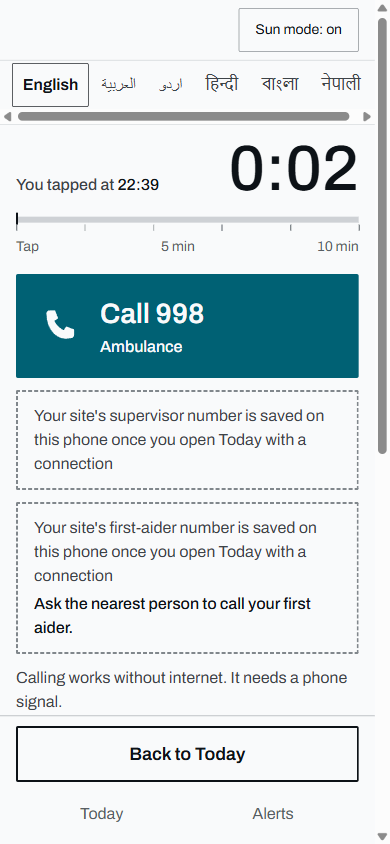 Sun mode: on
English العربية اردو हिन्दी বাংলা नेपाली
You tapped at 22:39 0:02
Tap 5 min 10 min
Call 998
Ambulance
Your site's supervisor number is saved on
this phone once you open Today with a
connection
Your site's first-aider number is saved on
this phone once you open Today with a
connection
Ask the nearest person to call your first
aider.
Calling works without internet. It needs a phone
signal.
Back to Today
Today Alerts